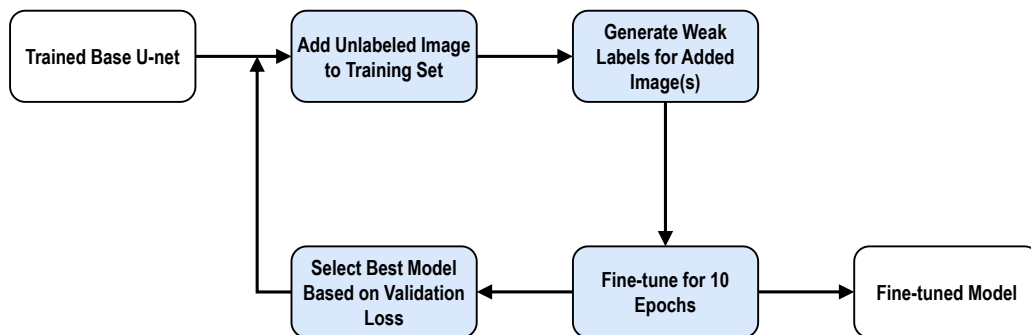 Trained Base U-net
Add Unlabeled Image
to Training Set
Generate Weak
Labels for Added
Image(s)
Select Best Model
Based on Validation
Loss
Fine-tune for 10
Epochs
Fine-tuned Model